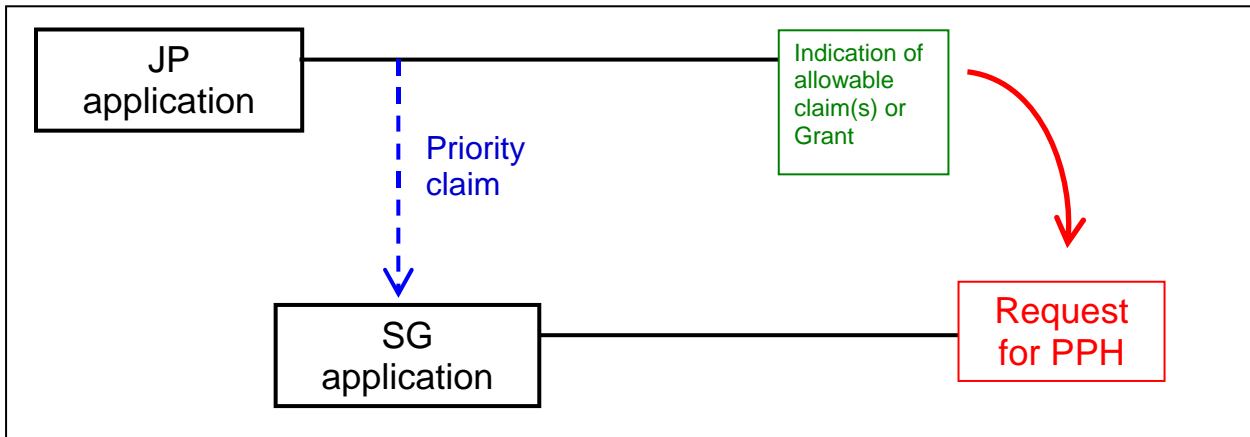 JP
application
Indication of
allowable
claim(s) or
Grant
Priority
claim
SG
application
Request
for PPH